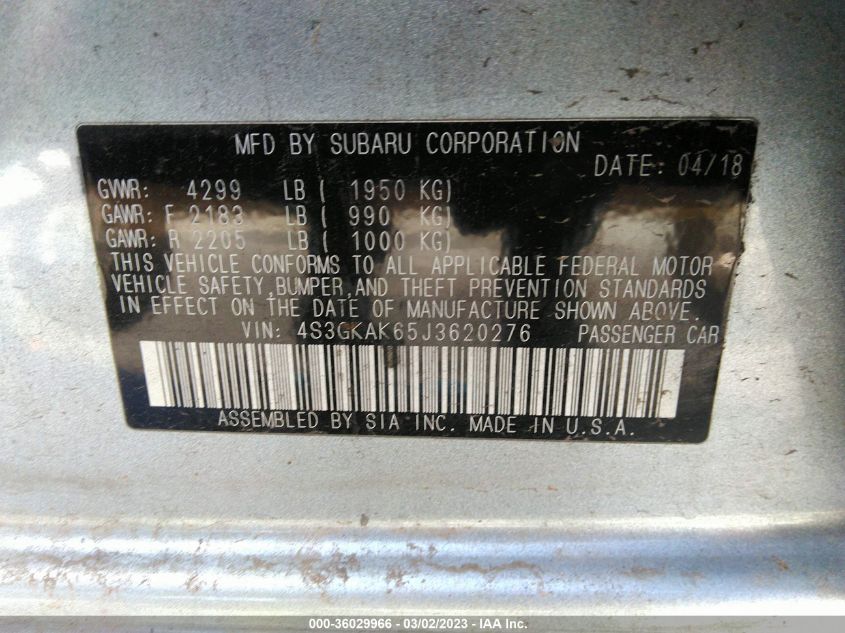 MFD BY SUBARU CORPORATION
DATE: 04/18
GVWR: 4299 LB ( 1950 KG)
GAWR: F 2183 LB ( 990 KG)
GAWR: R 2205 LB ( 1000 KG)
THIS VEHICLE CONFORMS TO ALL APPLICABLE FEDERAL MOTOR
VEHICLE SAFETY, BUMPER, AND THEFT PREVENTION STANDARDS
IN EFFECT ON THE DATE OF MANUFACTURE SHOWN ABOVE.
VIN: 4S3GKAK65J3620276 PASSENGER CAR
ASSEMBLED BY SIA INC. MADE IN U.S.A.
000-36029966 - 03/02/2023 - IAA Inc.